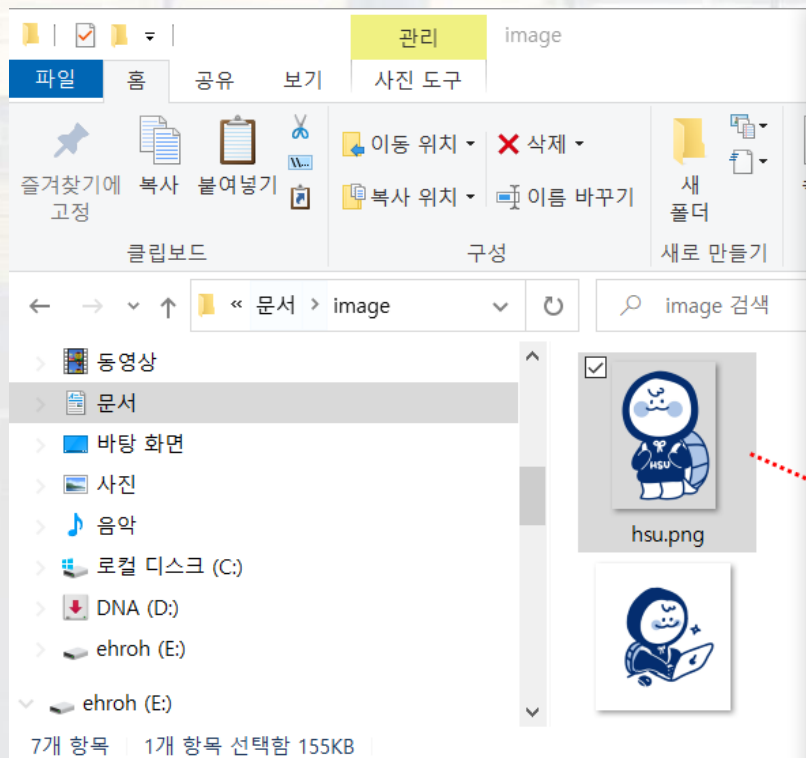 관리 image
파일 홈 공유 보기 사진 도구
즐겨찾기에
고정
복사 붙여넣기
W...
이동 위치 삭제
복사 위치 이름 바꾸기
새
폴더
클립보드 구성 새로 만들기
« 문서 > image
image 검색
동영상
문서
바탕 화면
사진
음악
로컬 디스크 (C:)
DNA (D:)
ehroh (E:)
ehroh (E:)
HSU
hsu.png
7개 항목 1개 항목 선택함 155KB